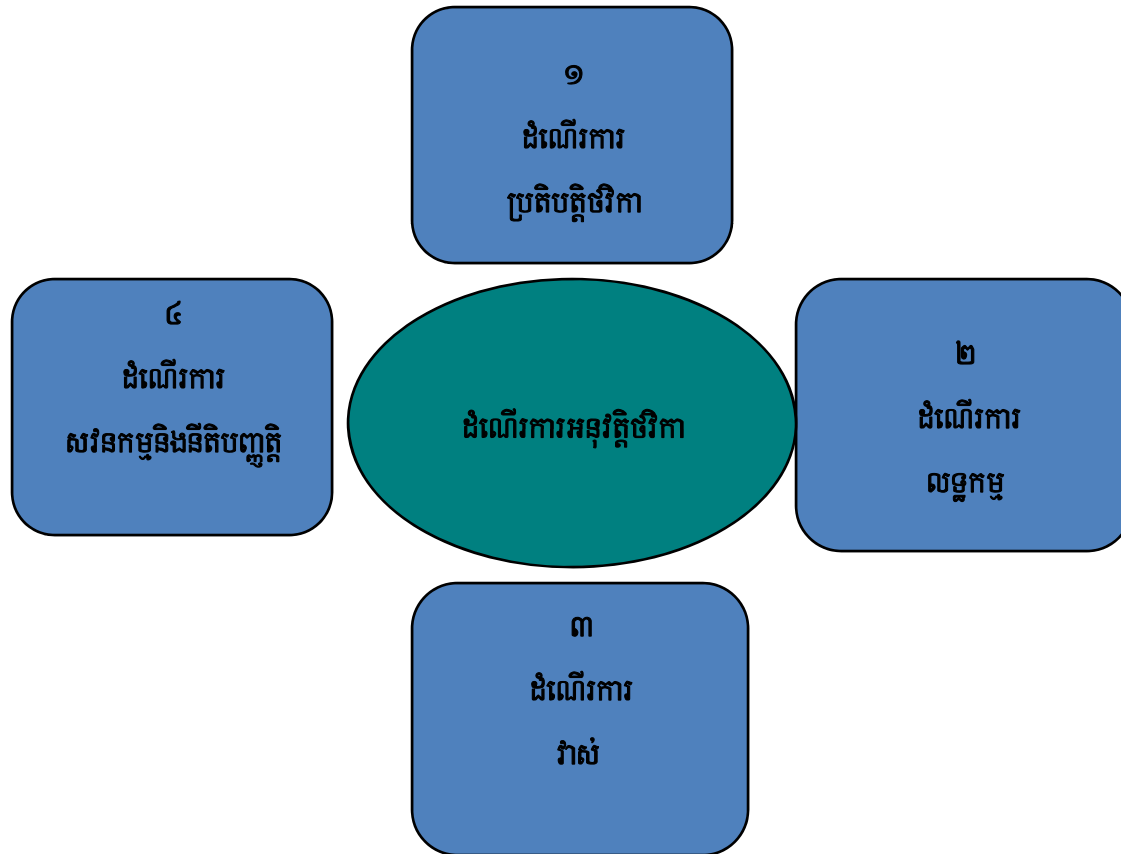 ១
ដំណើរការ
ប្រតិបត្តិថវិកា
៤
ដំណើរការ
សវនកម្មនិងនីតិបញ្ញត្តិ
ដំណើរការអនុវត្តិថវិកា
២
ដំណើរការ
លទ្ឋកម្ម
៣
ដំណើរការ
វាស់